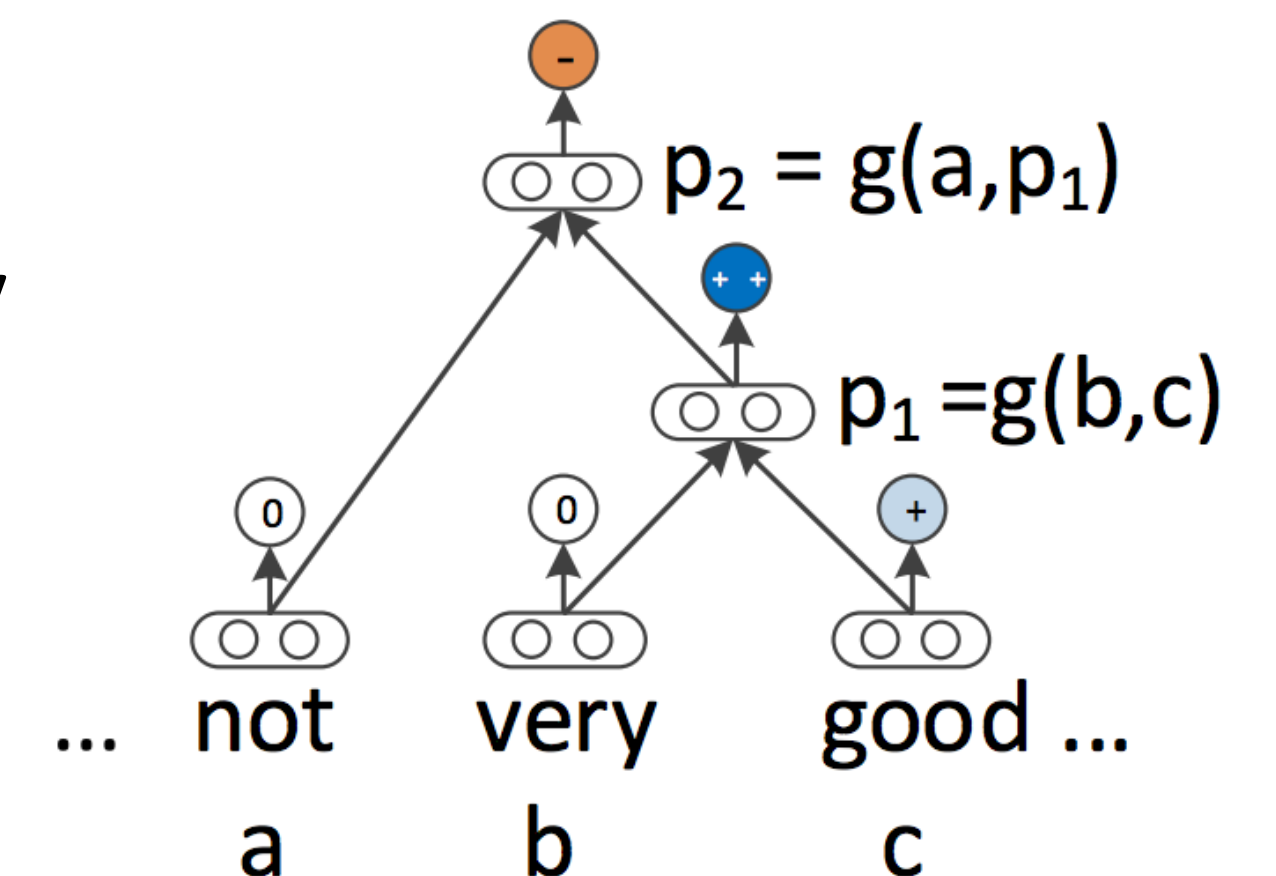 -
p₂ = g(a,p₁)
+ +
p₁ =g(b,c)
0 0 +
... not very good ...
a b c